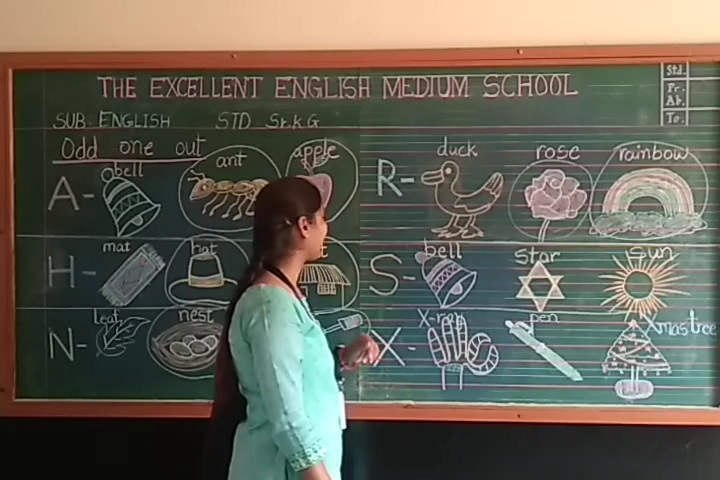 THE EXCELLENT ENGLISH MEDIUM SCHOOL
SUB: ENGLISH STD Sr.K.G
Std.
Pr.
Ab.
To.
Odd one out
A- bell ant apple
H- mat hat
N- leaf nest
R- duck rose rainbow
S- bell star sun
X- X-ray pen Xmas tree